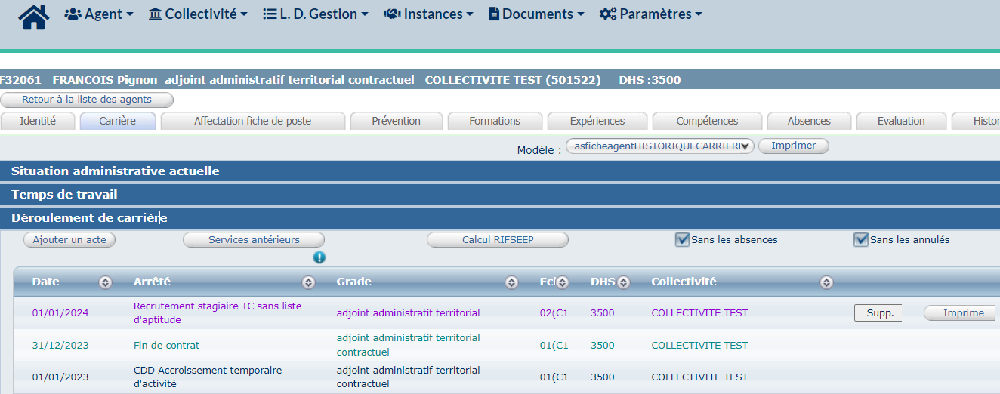 Agent Collectivité L. D. Gestion Instances Documents Paramètres
F32061 FRANCOIS Pignon adjoint administratif territorial contractuel COLLECTIVITE TEST (501522) DHS :3500
Retour à la liste des agents
Identité Carrière Affectation fiche de poste Prévention Formations Expériences Compétences Absences Evaluation Histor
Modèle : asficheagentHISTORIQUECARRIERI Imprimer
Situation administrative actuelle
Temps de travail
Déroulement de carrière
Ajouter un acte Services antérieurs Calcul RIFSEEP Sans les absences Sans les annulés
Date Arrêté Grade Ecl DHS Collectivité
01/01/2024 Recrutement stagiaire TC sans liste
d'aptitude adjoint administratif territorial 02(C1 3500 COLLECTIVITE TEST Supp. Imprime
31/12/2023 Fin de contrat adjoint administratif territorial
contractuel 01(C1 3500 COLLECTIVITE TEST
01/01/2023 CDD Accroissement temporaire
d'activité adjoint administratif territorial
contractuel 01(C1 3500 COLLECTIVITE TEST